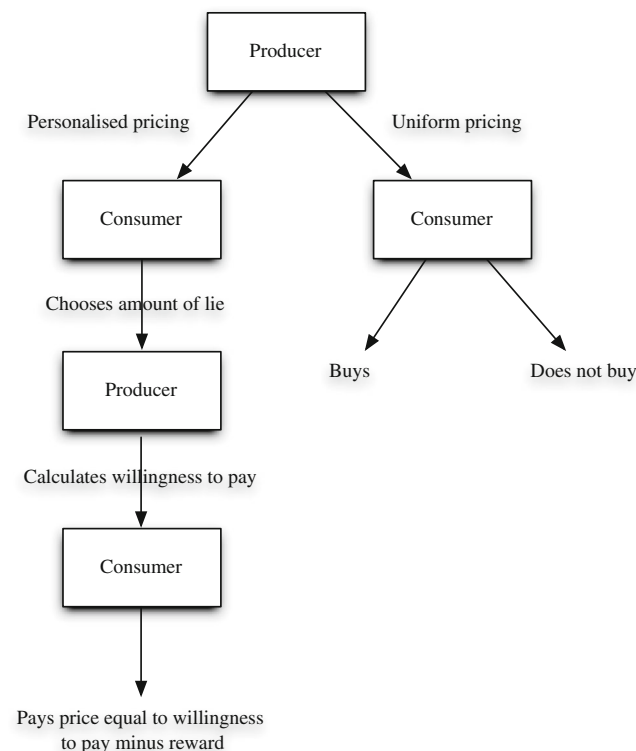 Producer
Personalised pricing
Uniform pricing
Consumer
Consumer
Chooses amount of lie
Producer
Buys
Does not buy
Calculates willingness to pay
Consumer
Pays price equal to willingness
to pay minus reward